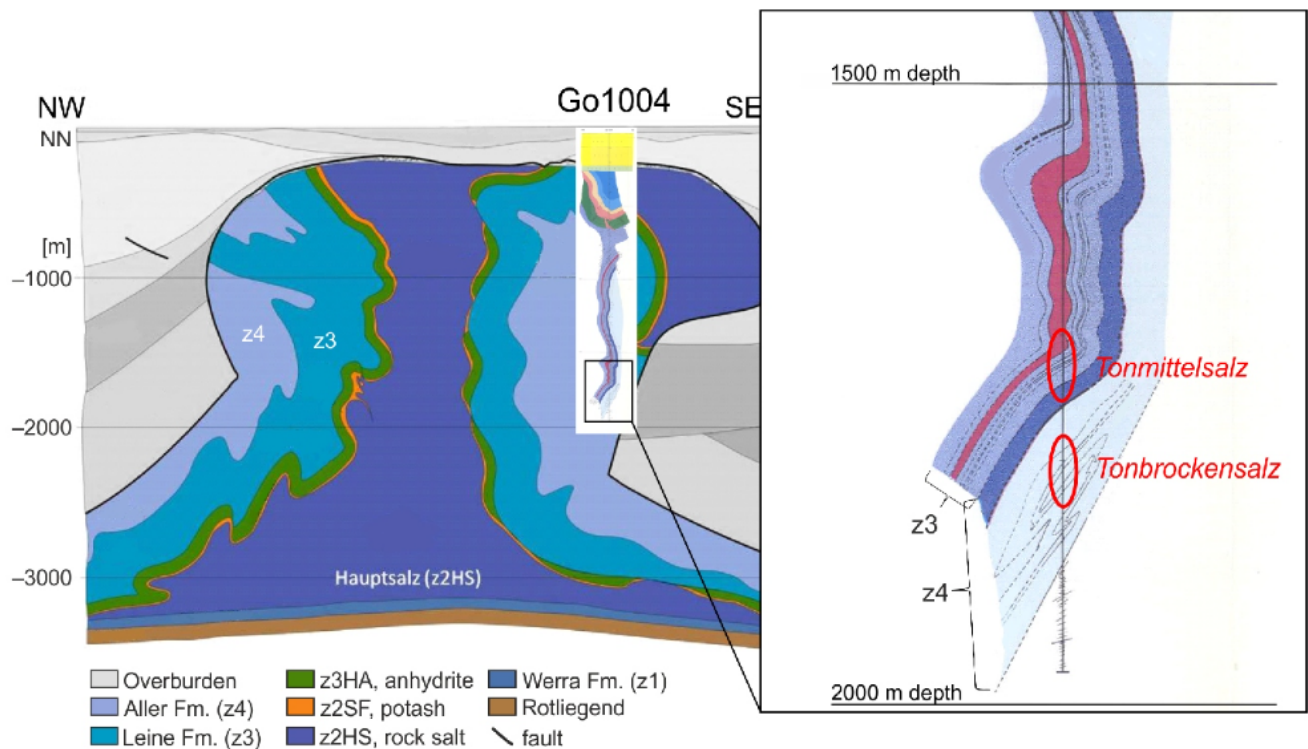 NW
Go1004
SE
NN
[m]
–1000
–2000
–3000
z4
z3
Hauptsalz (z2HS)
Overburden
Aller Fm. (z4)
Leine Fm. (z3)
z3HA, anhydrite
z2SF, potash
z2HS, rock salt
Werra Fm. (z1)
Rotliegend
fault
1500 m depth
Tonmittelsalz
Tonbrockensalz
z3
z4
2000 m depth